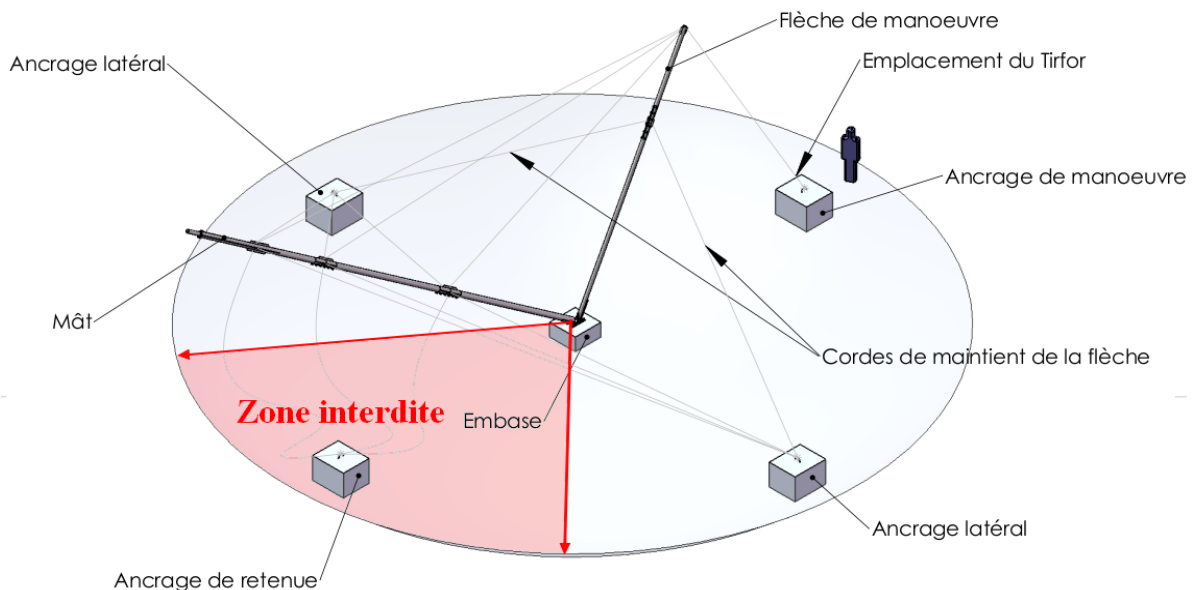 Flèche de manoeuvre
Ancrage latéral
Emplacement du Tirfor
Ancrage de manoeuvre
Mât
Cordes de maintient de la flèche
Zone interdite
Embase
Ancrage latéral
Ancrage de retenue